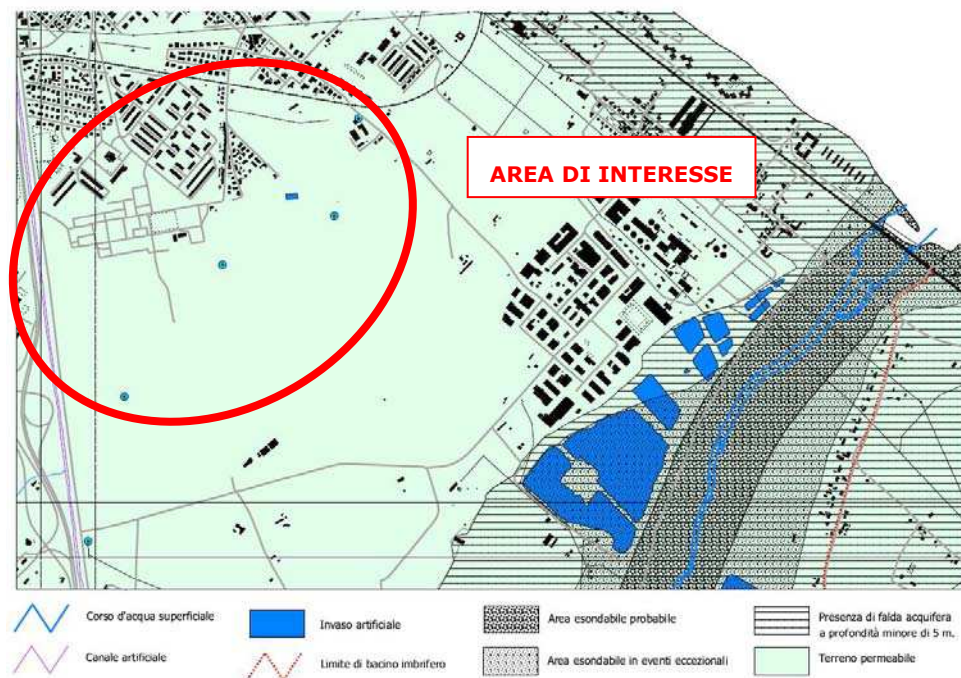 AREA DI INTERESSE
Corso d'acqua superficiale
Canale artificiale
Invaso artificiale
Limite di bacino imbrifero
Area esondabile probabile
Area esondabile in eventi eccezionali
Presenza di falda acquifera
a profondità minore di 5 m.
Terreno permeabile